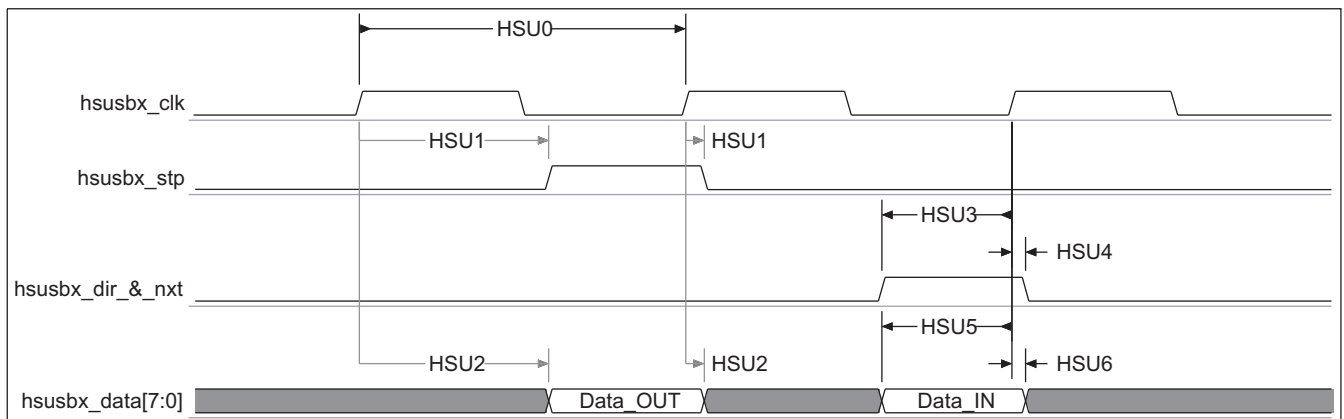 HSU0
hsusbx_clk
HSU1 HSU1
hsusbx_stp
HSU3
HSU4
hsusbx_dir_&_nxt
HSU5
HSU2 HSU2 HSU6
hsusbx_data[7:0] Data_OUT Data_IN